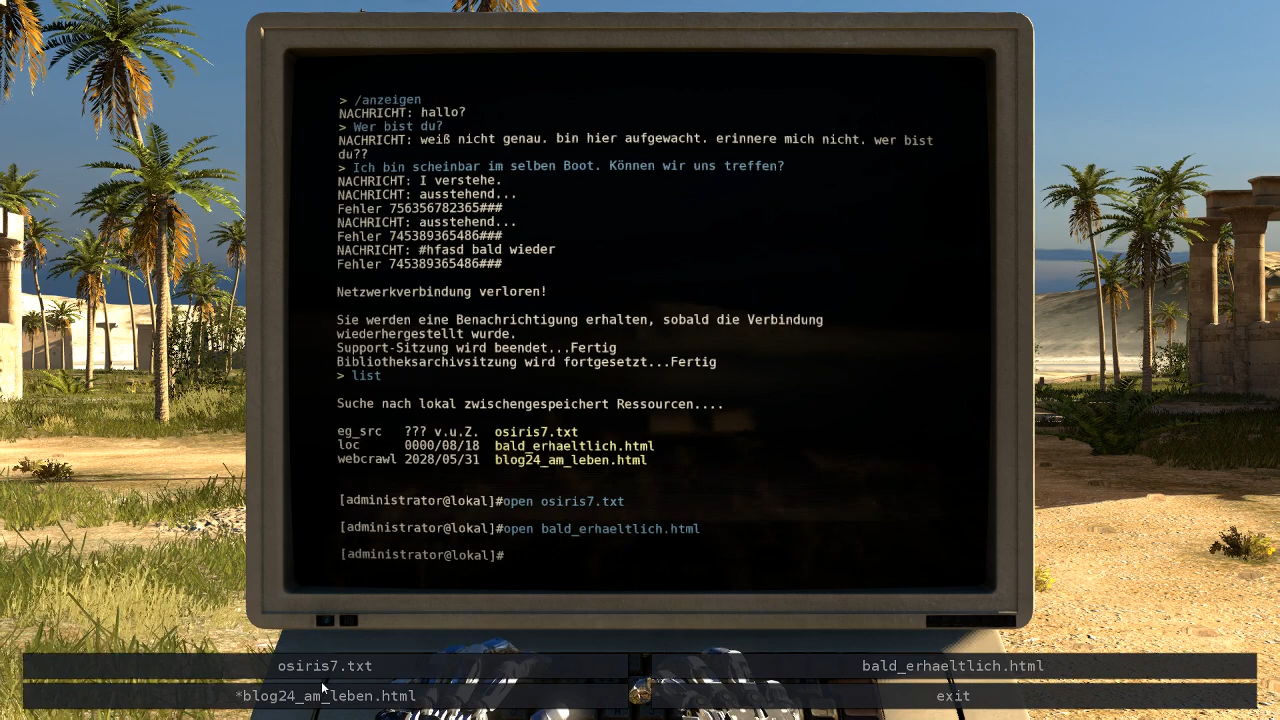 > /anzeigen
NACHRICHT: hallo?
> Wer bist du?
NACHRICHT: weiß nicht genau. bin hier aufgewacht. erinnere mich nicht. wer bist
du??
> Ich bin scheinbar im selben Boot. Können wir uns treffen?
NACHRICHT: I verstehe.
NACHRICHT: ausstehend...
Fehler 756356782365###
NACHRICHT: ausstehend...
Fehler 745389365486###
NACHRICHT: #hfasd bald wieder
Fehler 745389365486###
Netzwerkverbindung verloren!
Sie werden eine Benachrichtigung erhalten, sobald die Verbindung
wiederhergestellt wurde.
Support-Sitzung wird beendet...Fertig
Bibliotheksarchivsitzung wird fortgesetzt...Fertig
> list
Suche nach lokal zwischengespeichert Ressourcen....
eg_src ??? v.u.Z. osiris7.txt
loc 0000/08/18 bald_erhaeltlich.html
webcrawl 2028/05/31 blog24_am_leben.html
[administrator@lokal]#open osiris7.txt
[administrator@lokal]#open bald_erhaeltlich.html
[administrator@lokal]#
osiris7.txt
bald_erhaeltlich.html
*blog24_am_leben.html
exit